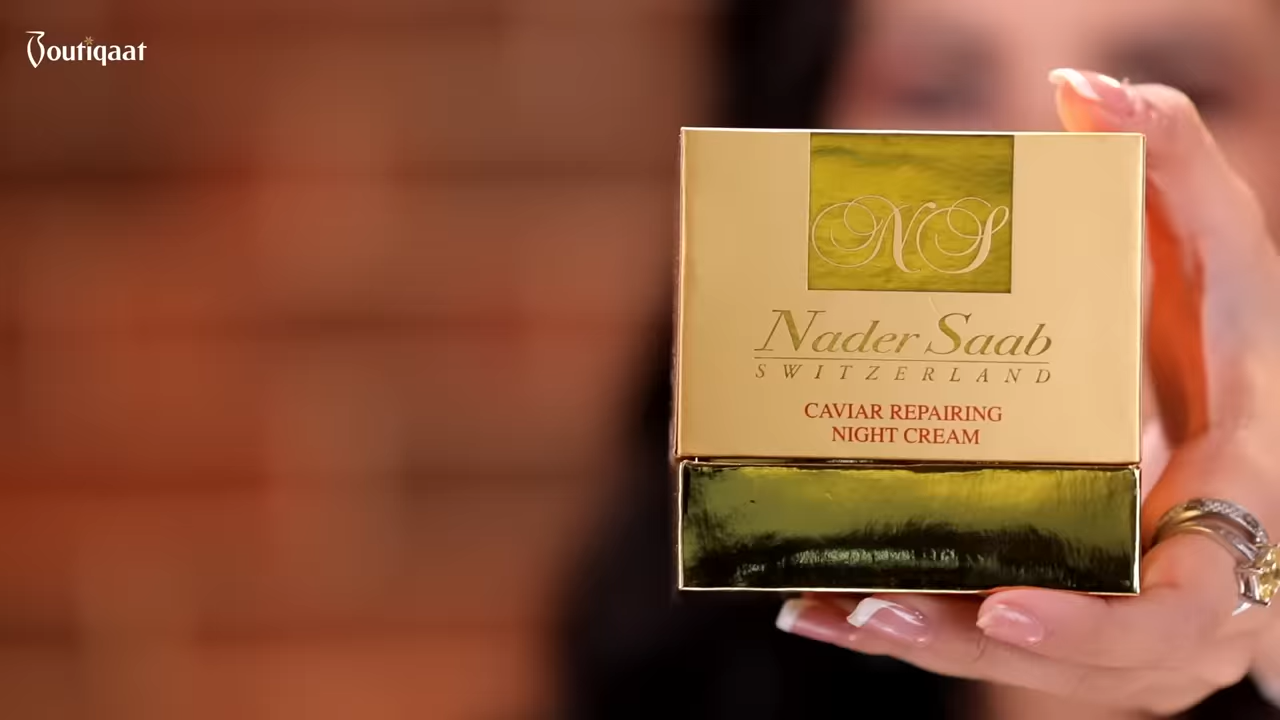 Boutiqaat
NS
Nader Saab
SWITZERLAND
CAVIAR REPAIRING
NIGHT CREAM